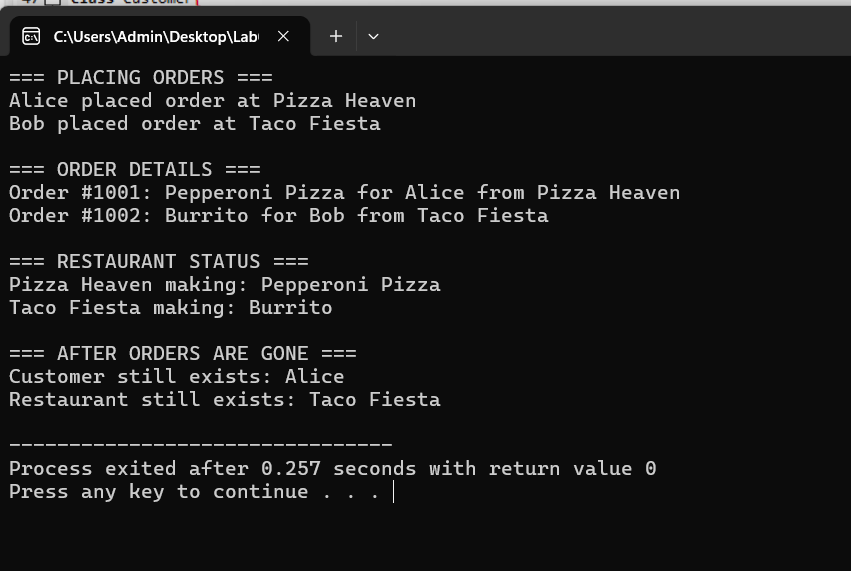 class Customer
C:\Users\Admin\Desktop\Lab
=== PLACING ORDERS ===
Alice placed order at Pizza Heaven
Bob placed order at Taco Fiesta
=== ORDER DETAILS ===
Order #1001: Pepperoni Pizza for Alice from Pizza Heaven
Order #1002: Burrito for Bob from Taco Fiesta
=== RESTAURANT STATUS ===
Pizza Heaven making: Pepperoni Pizza
Taco Fiesta making: Burrito
=== AFTER ORDERS ARE GONE ===
Customer still exists: Alice
Restaurant still exists: Taco Fiesta
--------------------------------
Process exited after 0.257 seconds with return value 0
Press any key to continue . . .